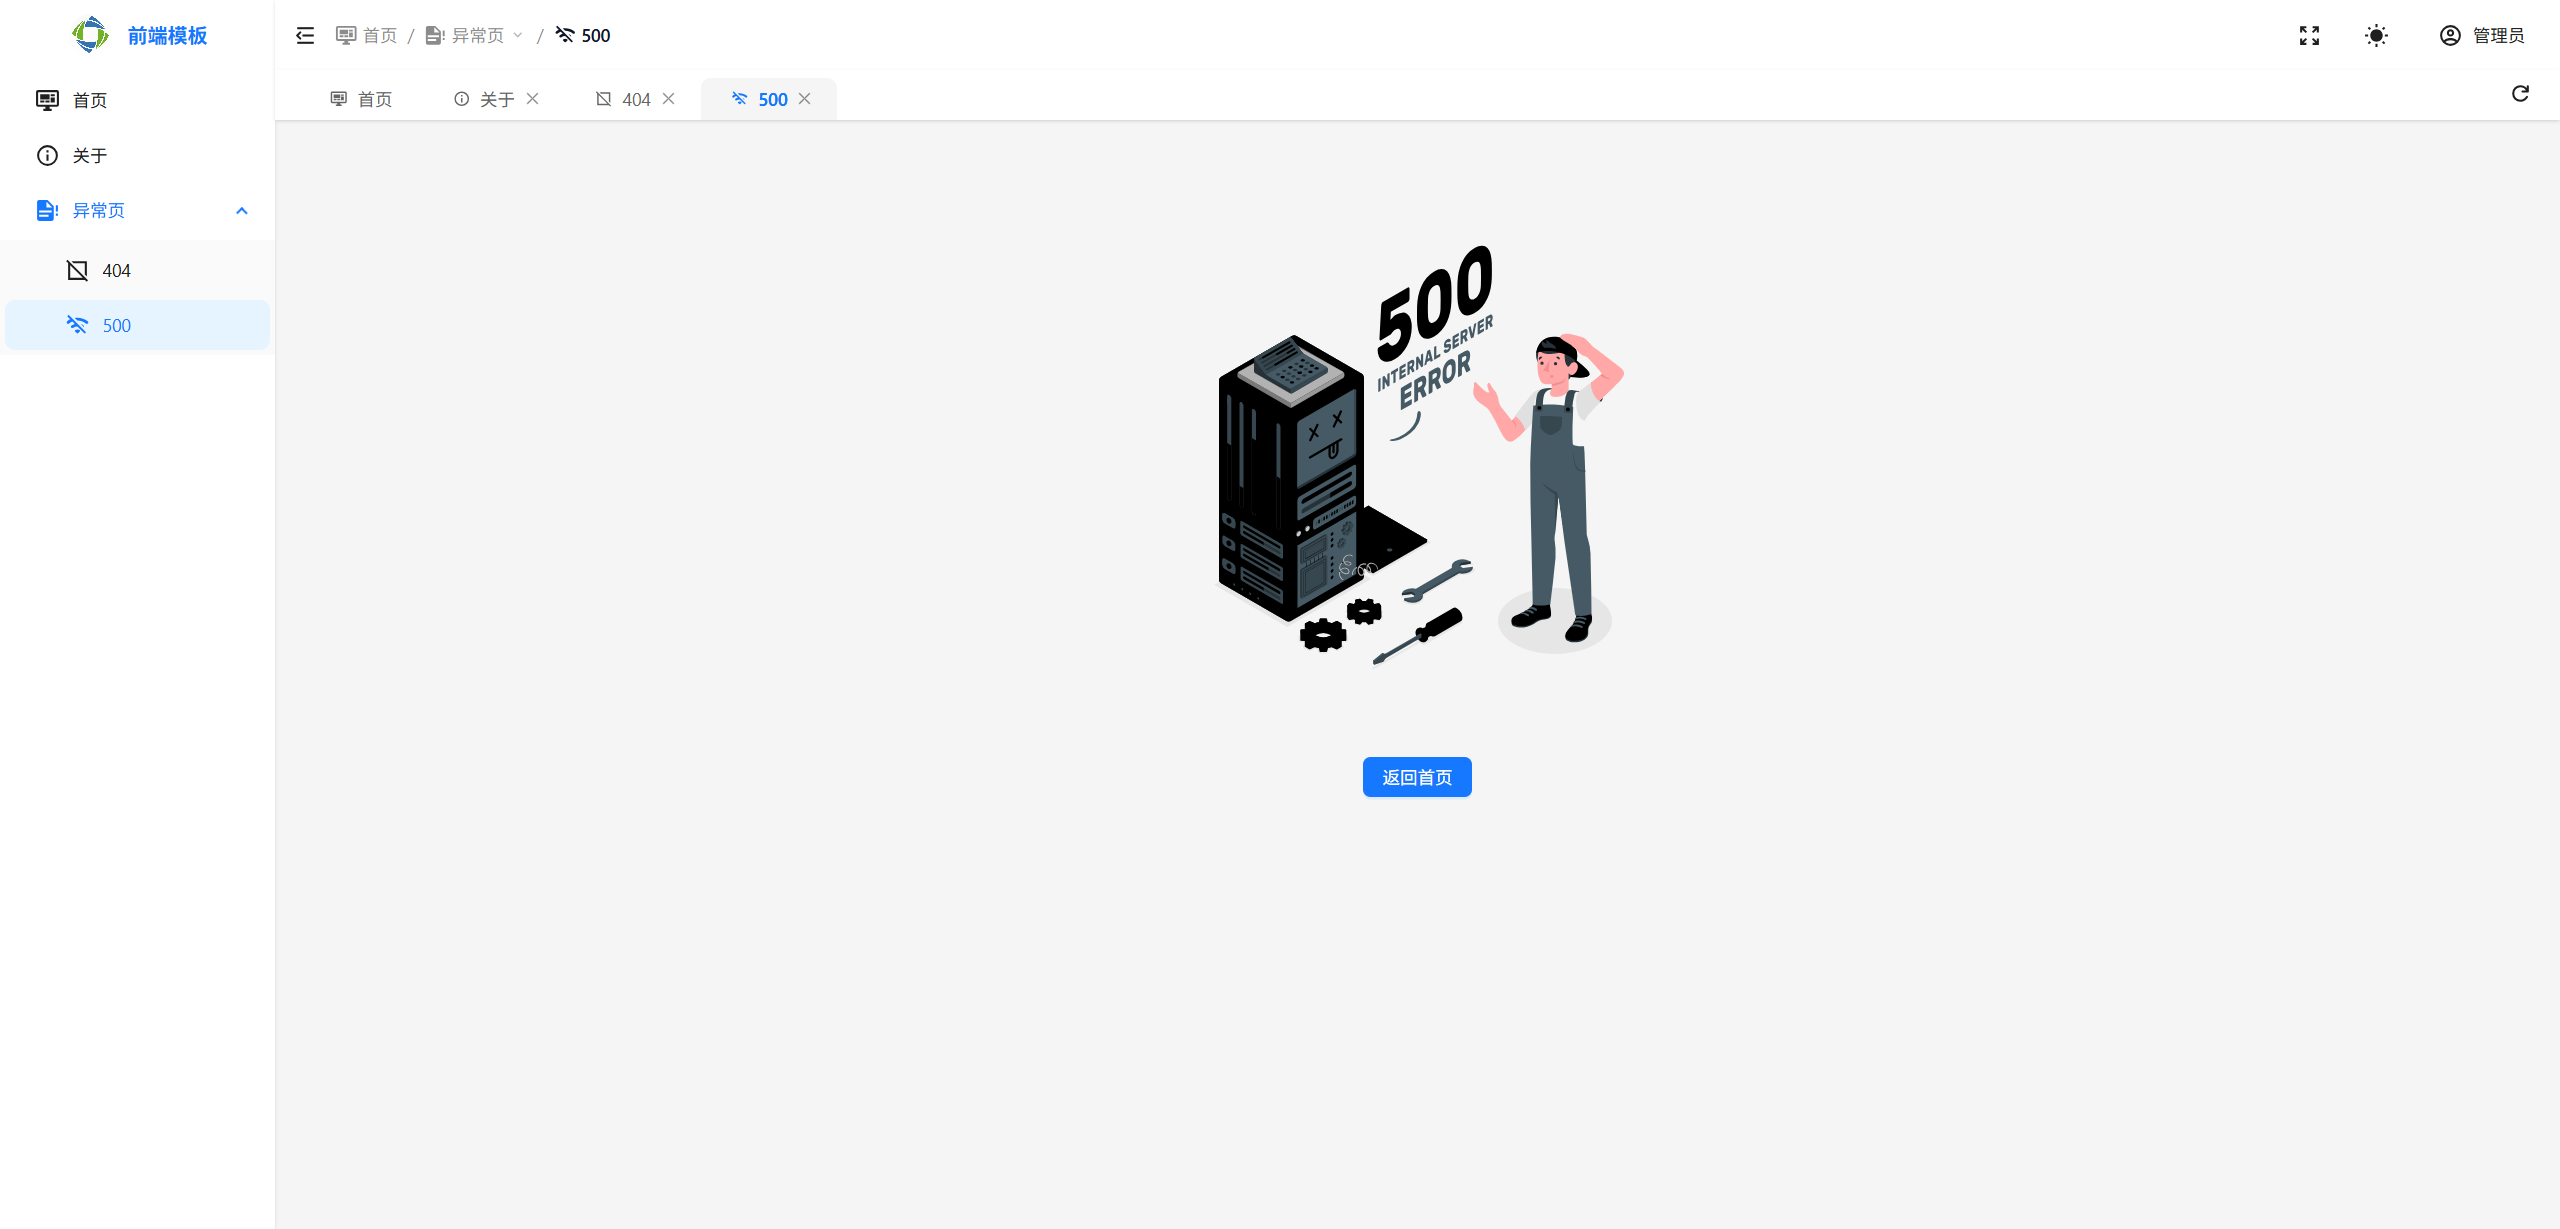 前端模板
首页
关于
异常页
404
500
首页 / 异常页 / 500
管理员
首页 关于 404 500
500
INTERNAL SERVER
ERROR
返回首页